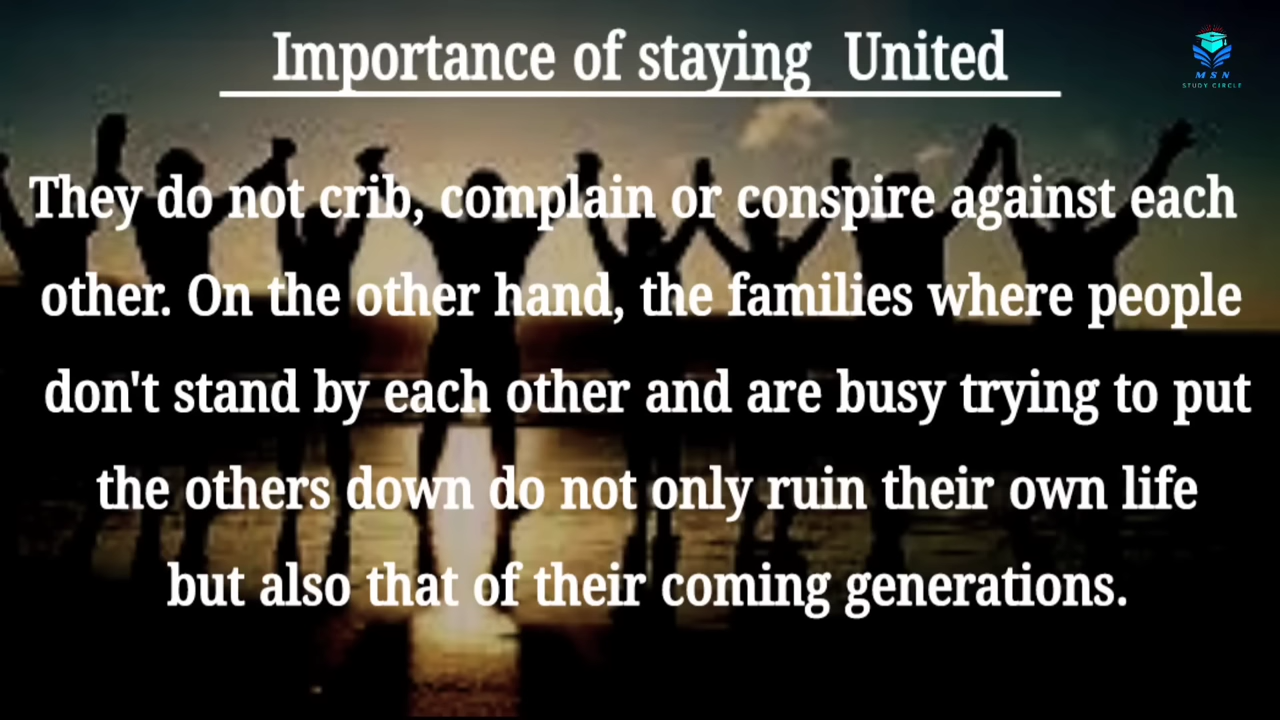 Importance of staying United
M S N
STUDY CIRCLE
They do not crib, complain or conspire against each
other. On the other hand, the families where people
don't stand by each other and are busy trying to put
the others down do not only ruin their own life
but also that of their coming generations.